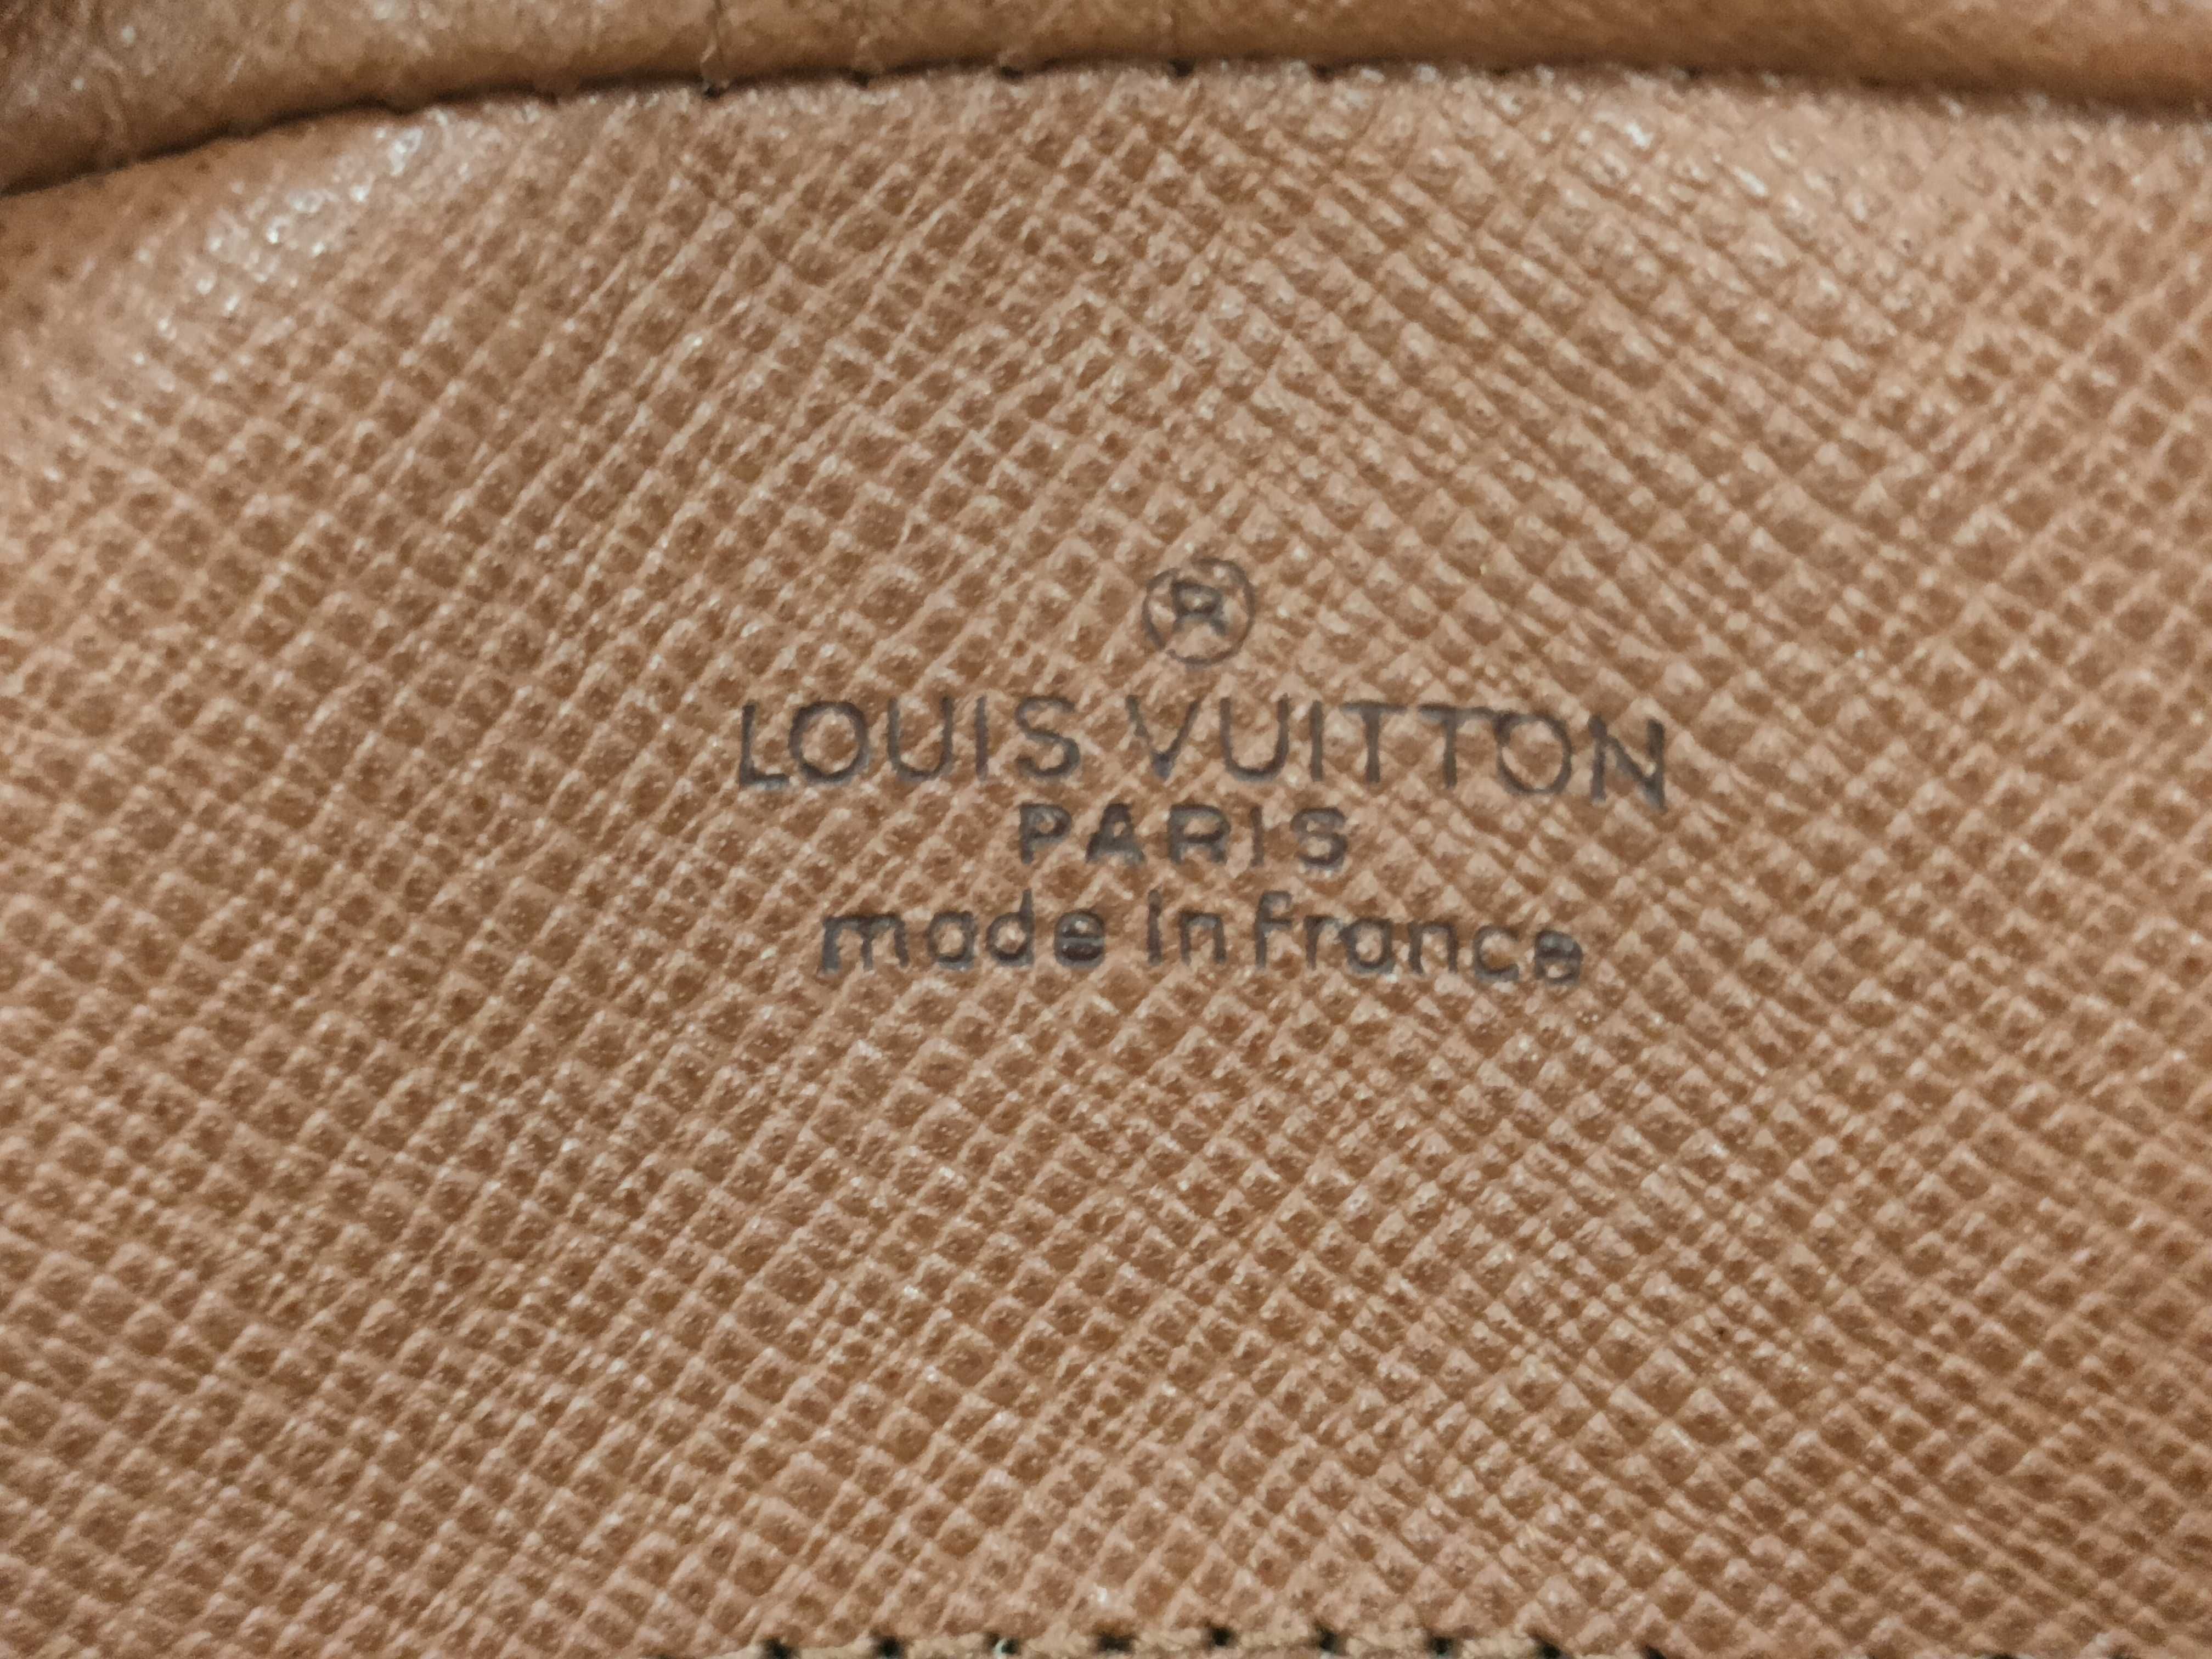 ®
LOUIS VUITTON
PARIS
made in france